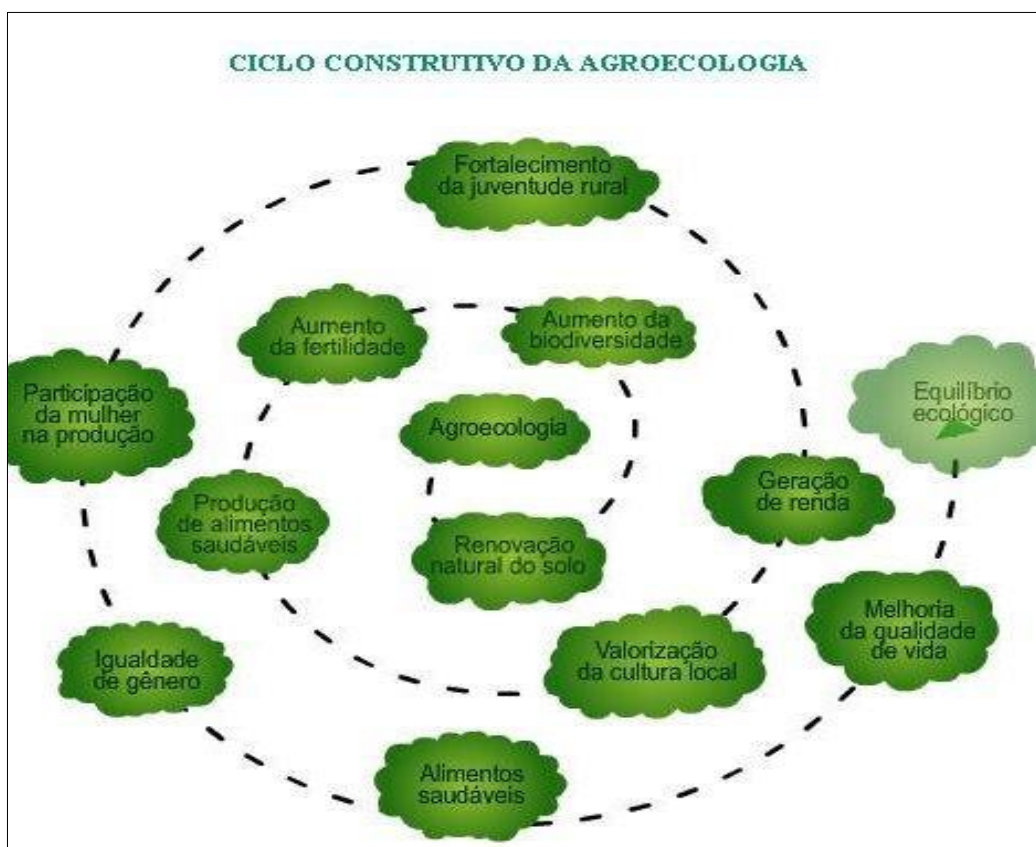 CICLO CONSTRUTIVO DA AGROECOLOGIA
Fortalecimento
da juventude rural
Aumento
da fertilidade
Aumento da
biodiversidade
Participação
da mulher
na produção
Equilíbrio
ecológico
Agroecologia
Produção
de alimentos
saudáveis
Geração
de renda
Renovação
natural do solo
Melhoria
da qualidade
de vida
Igualdade
de gênero
Valorização
da cultura local
Alimentos
saudáveis